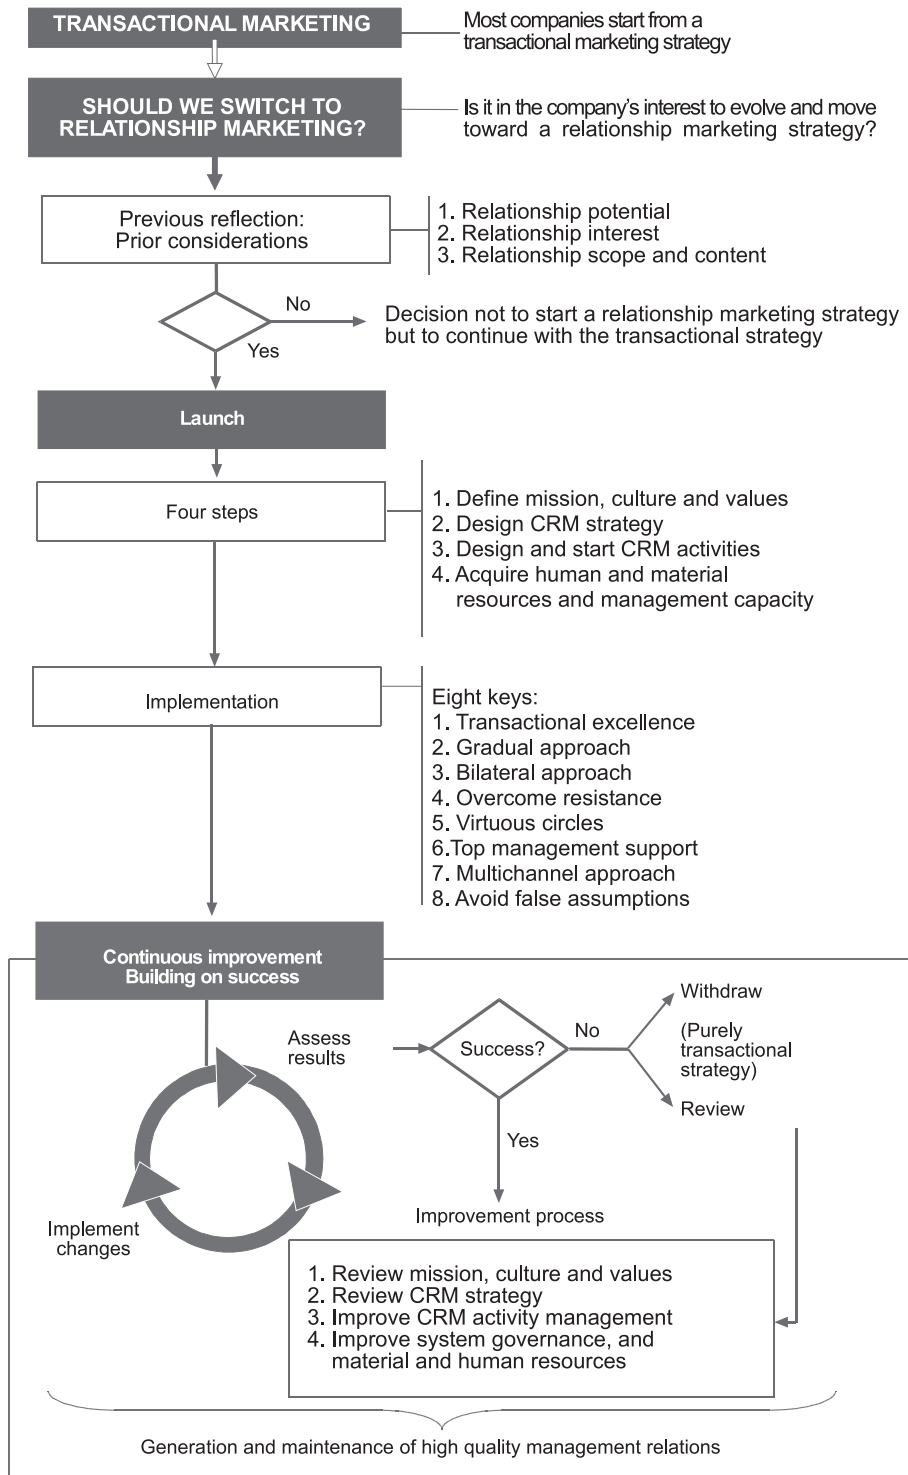 TRANSACTIONAL MARKETING
Most companies start from a
transactional marketing strategy
SHOULD WE SWITCH TO
RELATIONSHIP MARKETING?
Is it in the company's interest to evolve and move
toward a relationship marketing strategy?
Previous reflection:
Prior considerations
1. Relationship potential
2. Relationship interest
3. Relationship scope and content
No
Decision not to start a relationship marketing strategy
but to continue with the transactional strategy
Yes
Launch
Four steps
1. Define mission, culture and values
2. Design CRM strategy
3. Design and start CRM activities
4. Acquire human and material
resources and management capacity
Implementation
Eight keys:
1. Transactional excellence
2. Gradual approach
3. Bilateral approach
4. Overcome resistance
5. Virtuous circles
6.Top management support
7. Multichannel approach
8. Avoid false assumptions
Continuous improvement
Building on success
Assess
results
Success?
No
Withdraw
(Purely
transactional
strategy)
Review
Yes
Improvement process
Implement
changes
1. Review mission, culture and values
2. Review CRM strategy
3. Improve CRM activity management
4. Improve system governance, and
material and human resources
Generation and maintenance of high quality management relations